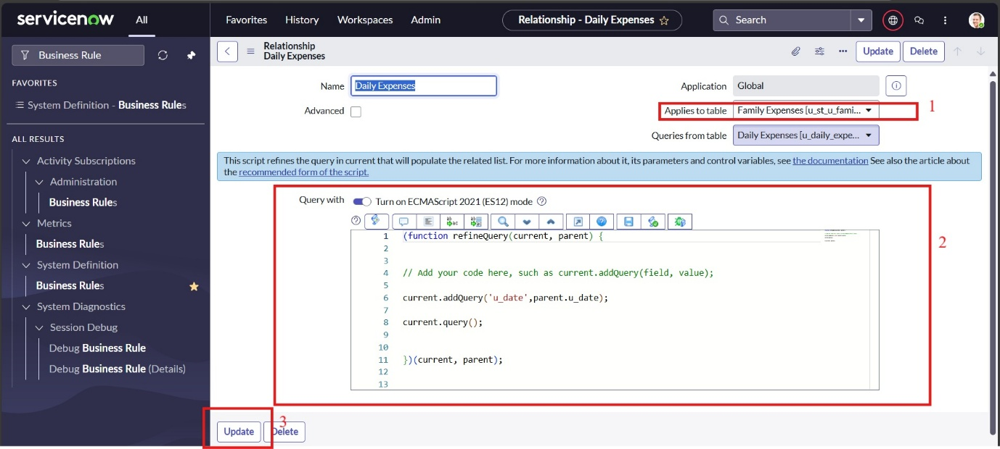 servicenow
All
Favorites
History
Workspaces
Admin
Relationship - Daily Expenses
Search
Business Rule
FAVORITES
System Definition - Business Rules
ALL RESULTS
Activity Subscriptions
Administration
Business Rules
Metrics
Business Rules
System Definition
Business Rules
System Diagnostics
Session Debug
Debug Business Rule
Debug Business Rule (Details)
Relationship
Daily Expenses
Update
Delete
Name
Daily Expenses
Application
Global
Advanced
Applies to table
Family Expenses [u_st_u_fami...
1
Queries from table
Daily Expenses [u_daily_expe...
This script refines the query in current that will populate the related list. For more information about it, its parameters and control variables, see the documentation See also the article about
the recommended form of the script.
Query with
Turn on ECMAScript 2021 (ES12) mode
2
1 (function refineQuery(current, parent) {
2
3
4 // Add your code here, such as current.addQuery(field, value);
5
6 current.addQuery('u_date',parent.u_date);
7
8 current.query();
9
10
11 })(current, parent);
12
13
3
Update
Delete